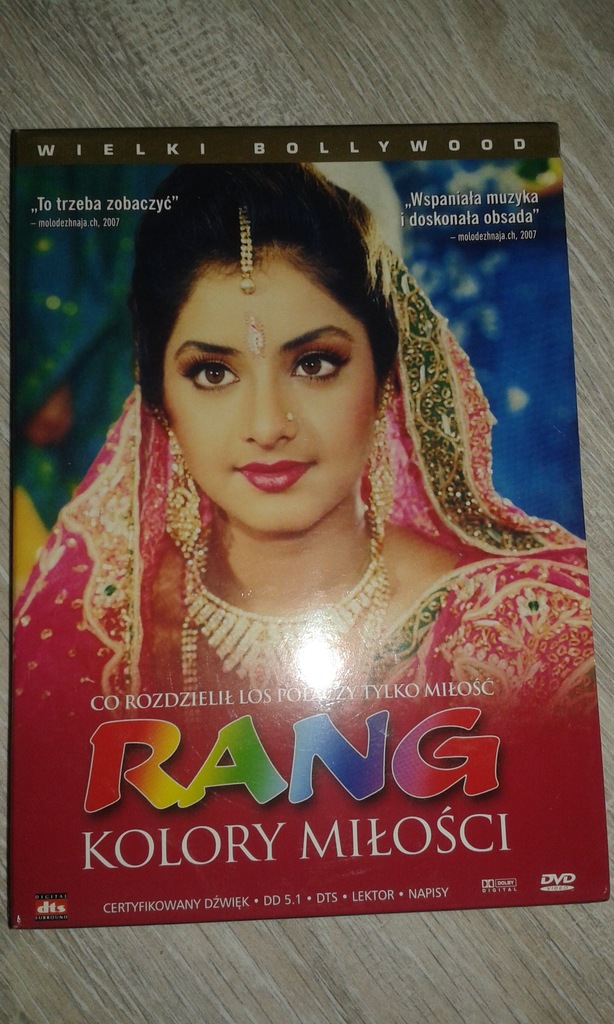 WIELKI BOLLYWOOD
„To trzeba zobaczyć”
– molodezhnaja.ch, 2007
„Wspaniała muzyka
i doskonała obsada”
– molodezhnaja.ch, 2007
CO ROZDZIELIŁ LOS POŁĄCZY TYLKO MIŁOŚĆ
RANG
KOLORY MIŁOŚCI
DIGITAL
dts
SURROUND
CERTYFIKOWANY DŹWIĘK • DD 5.1 • DTS • LEKTOR • NAPISY
DOLBY
DIGITAL
DVD
VIDEO